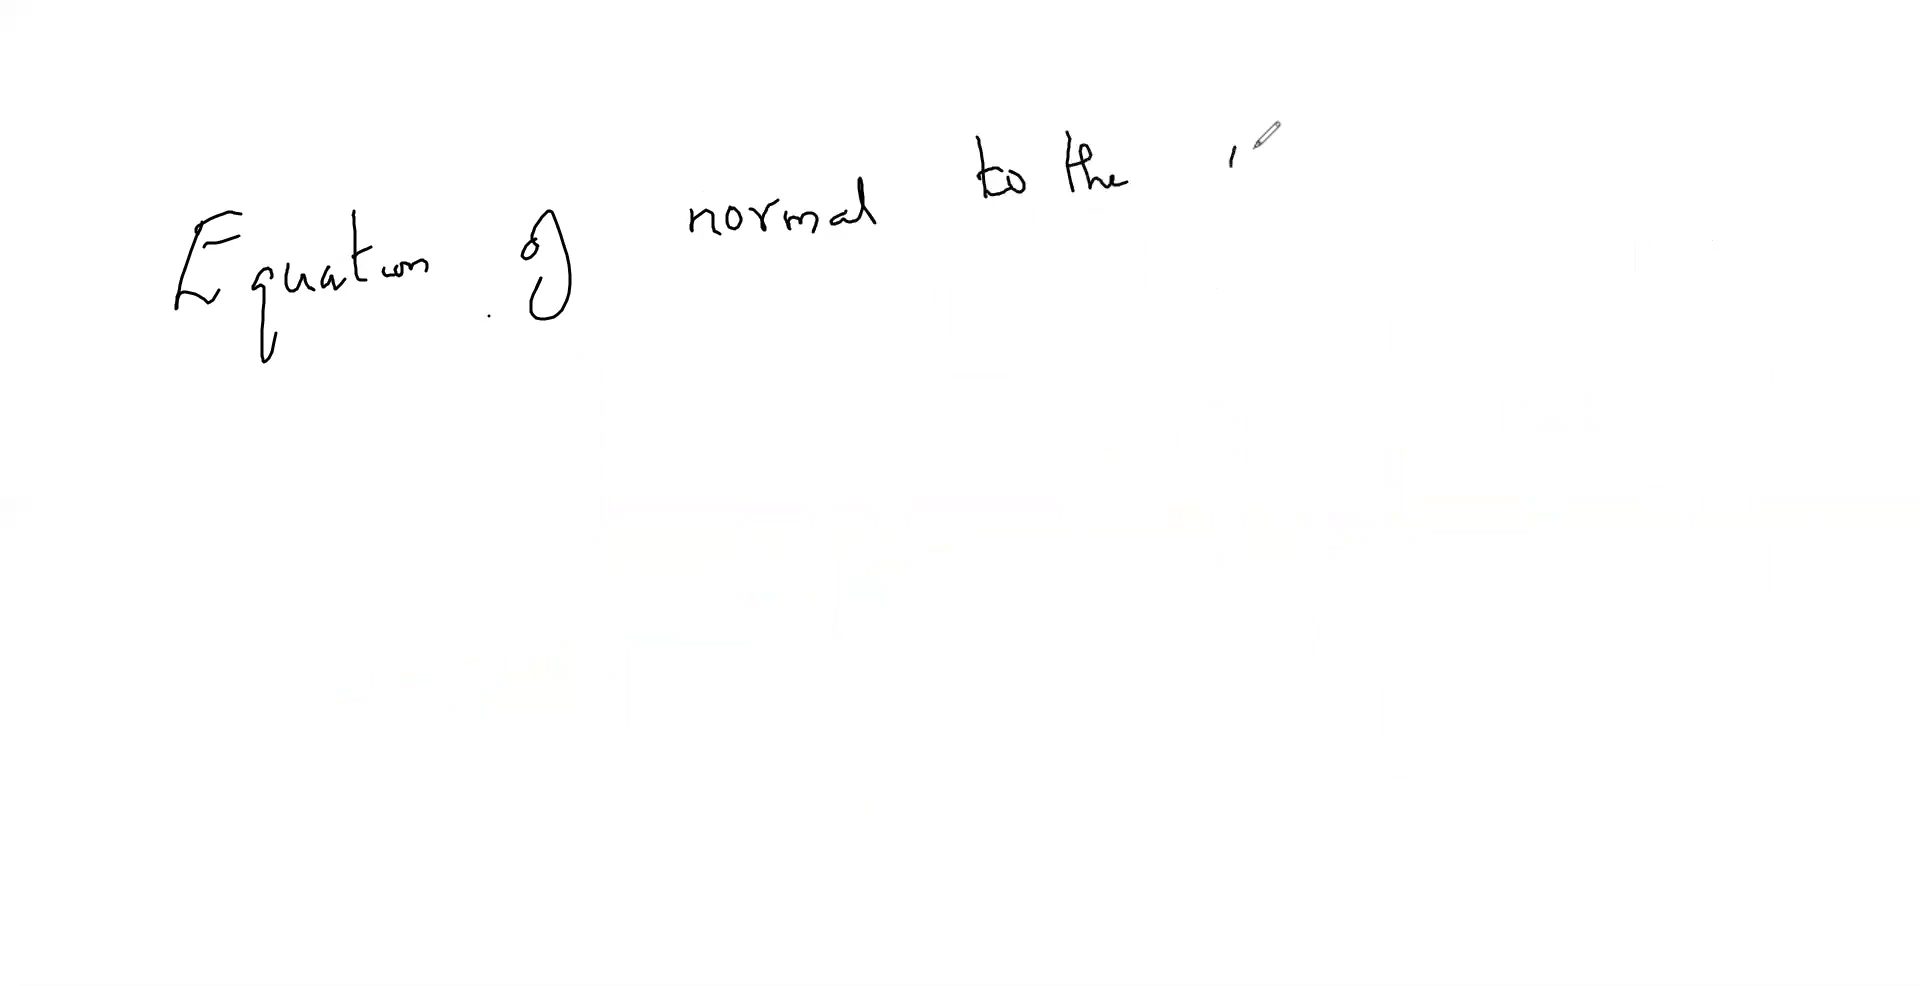 Equation of normal to the